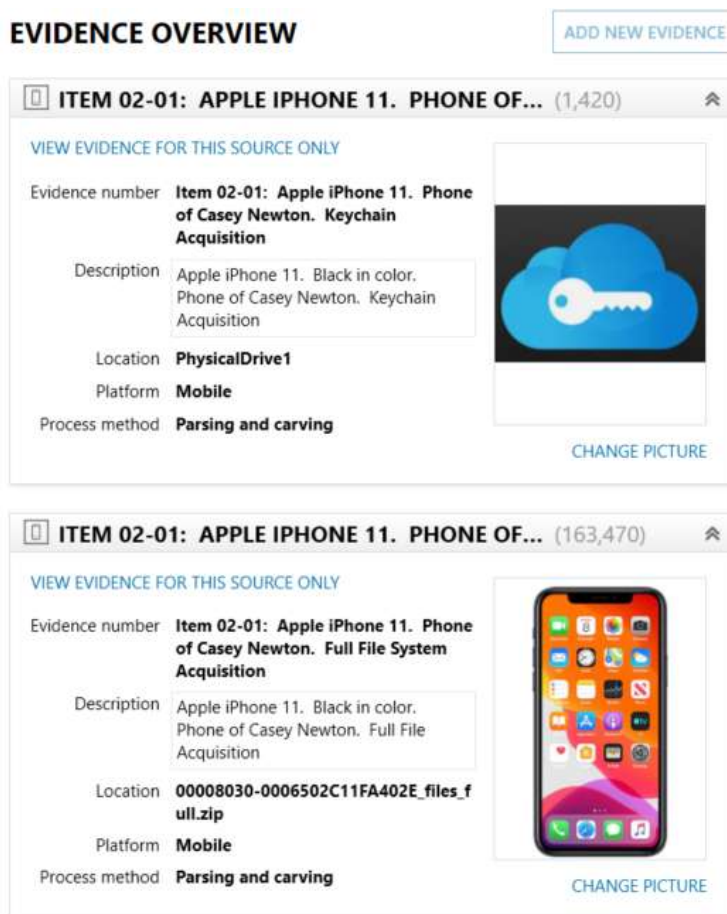 EVIDENCE OVERVIEW
ADD NEW EVIDENCE
ITEM 02-01: APPLE IPHONE 11. PHONE OF... (1,420)
VIEW EVIDENCE FOR THIS SOURCE ONLY
Evidence number Item 02-01: Apple iPhone 11. Phone
of Casey Newton. Keychain
Acquisition
Description Apple iPhone 11. Black in color.
Phone of Casey Newton. Keychain
Acquisition
Location PhysicalDrive1
Platform Mobile
Process method Parsing and carving
CHANGE PICTURE
ITEM 02-01: APPLE IPHONE 11. PHONE OF... (163,470)
VIEW EVIDENCE FOR THIS SOURCE ONLY
Evidence number Item 02-01: Apple iPhone 11. Phone
of Casey Newton. Full File System
Acquisition
Description Apple iPhone 11. Black in color.
Phone of Casey Newton. Full File
Acquisition
Location 00008030-0006502C11FA402E_files_f
ull.zip
Platform Mobile
Process method Parsing and carving
CHANGE PICTURE